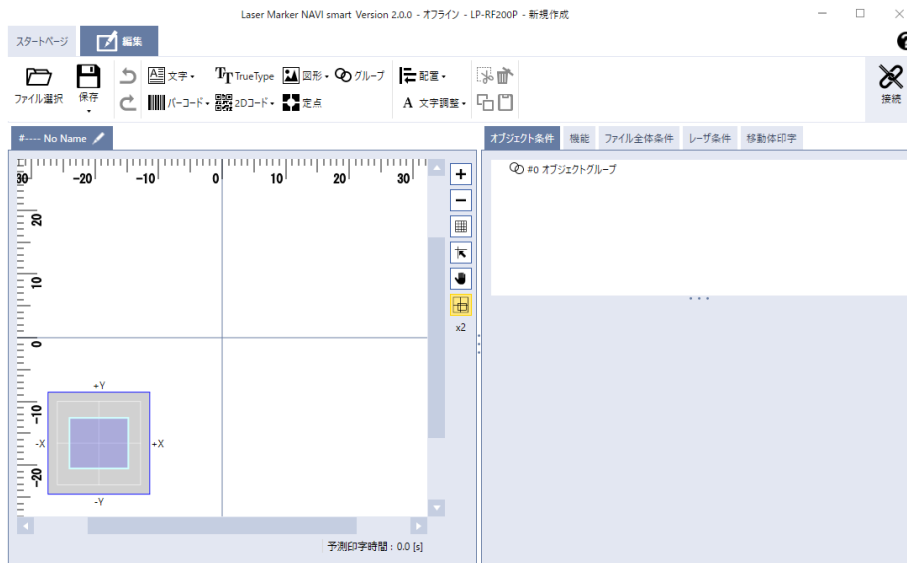 Laser Marker NAVI smart Version 2.0.0 - オフライン - LP-RF200P - 新規作成
スタートページ 編集
文字 TrueType 図形 グループ 配置
ファイル選択 保存 接続
バーコード 2Dコード 定点 A 文字調整
#---- No Name
オブジェクト条件 機能 ファイル全体条件 レーザ条件 移動体印字
#0 オブジェクトグループ
30 -20 -10 0 10 20 30
20
10
0
-10
-20
x2
+Y
-X +X
-Y
予測印字時間 : 0.0 [s]